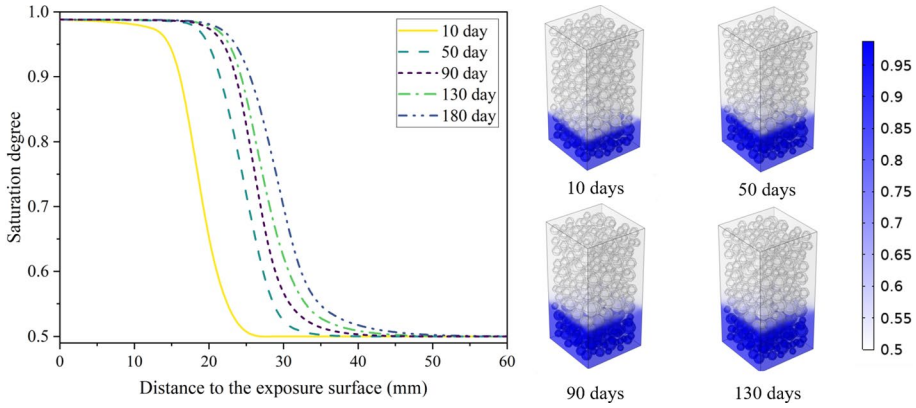 1.0
0.9
0.8
0.7
0.6
0.5
Saturation degree
0
10
20
30
40
50
60
Distance to the exposure surface (mm)
10 day
50 day
90 day
130 day
180 day
10 days
50 days
90 days
130 days
0.95
0.9
0.85
0.8
0.75
0.7
0.65
0.6
0.55
0.5